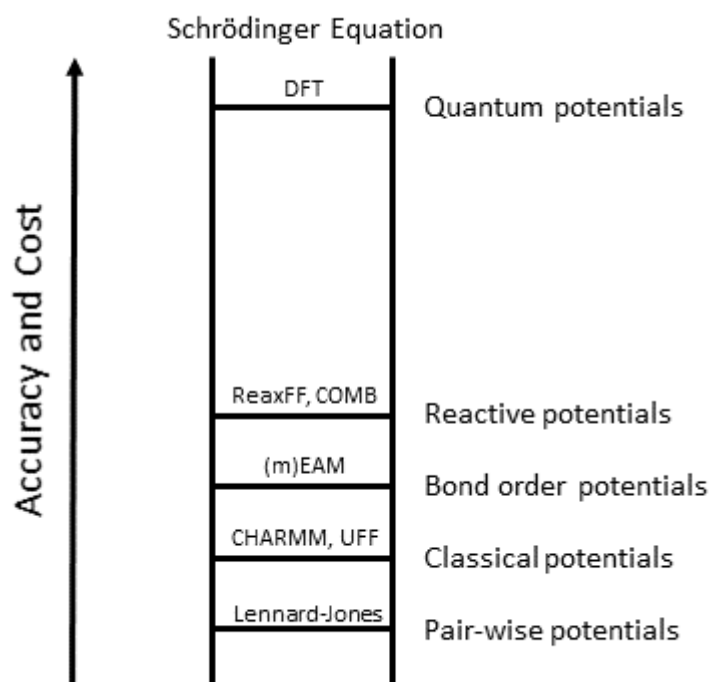 Schrödinger Equation
DFT
Quantum potentials
Accuracy and Cost
ReaxFF, COMB
Reactive potentials
(m)EAM
Bond order potentials
CHARMM, UFF
Classical potentials
Lennard-Jones
Pair-wise potentials